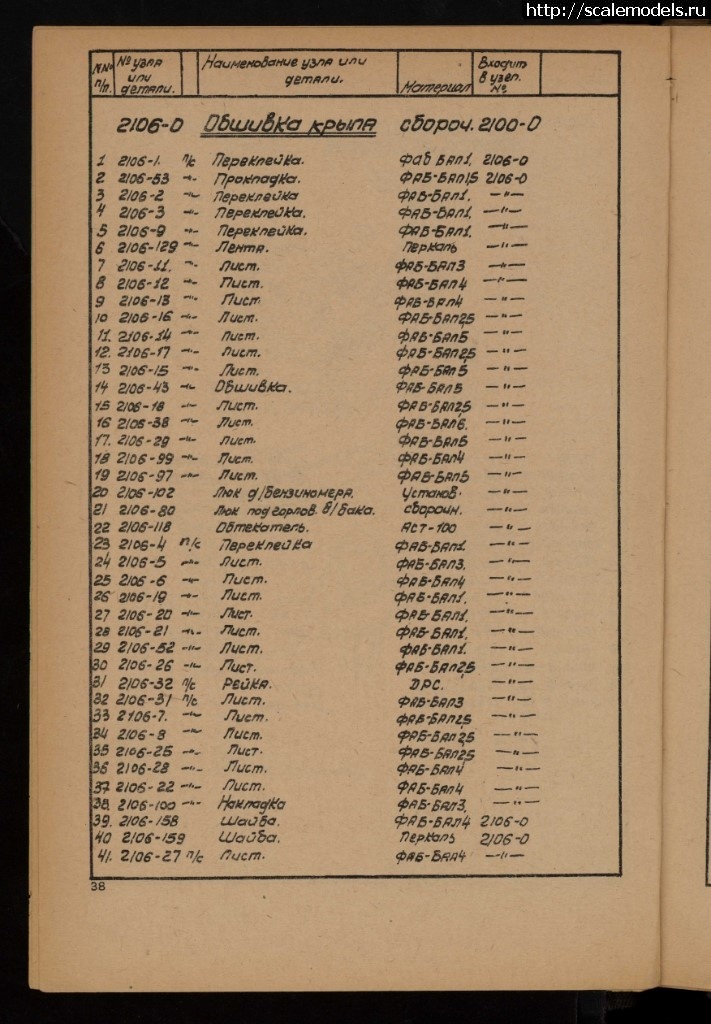 http://scalemodels.ru
№№ п/п. № узла или детали. Наименование узла или детали. Материал Входит в узел. №
2106-0 Обшивка крыла сбороч. 2100-0
1 2106-1. п/с Переклейка. ФАБ БАП1. 2106-0
2 2106-53 -"- Прокладка. ФАБ-БАП1,5 2106-0
3 2106-2 -"- Переклейка ФАБ-БАП1. -"-
4 2106-3 -"- Переклейка. ФАБ-БАП1. -"-
5 2106-9 -"- Переклейка. ФАБ-БАП1. -"-
6 2106-129 -"- Лента. Перкаль -"-
7 2106-11. -"- Лист. ФАБ-БАП3 -"-
8 2106-12 -"- Лист. ФАБ-БАП4 -"-
9 2106-13 -"- Лист ФАБ-БАП4 -"-
10 2106-16 -"- Лист. ФАБ-БАП2,5 -"-
11. 2106-14 -"- Лист. ФАБ-БАП5 -"-
12. 2106-17 -"- Лист. ФАБ-БАП2,5 -"-
13 2106-15 -"- Лист. ФАБ-БАП5 -"-
14 2106-43 -"- Обшивка. ФАБ-БАП5 -"-
15 2106-18 -"- Лист. ФАБ-БАП2,5 -"-
16 2106-38 -"- Лист. ФАБ-БАП6. -"-
17. 2106-29 -"- Лист. ФАБ-БАП6 -"-
18 2106-99 -"- Лист. ФАБ-БАП4 -"-
19 2106-97 -"- Лист. ФАБ-БАП5 -"-
20 2106-102 Люк д/бензиномера. Установ. -"-
21 2106-80 Люк под горлов. б/бака. сбороч. -"-
22 2106-118 Обтекатель. АСТ-100 -"-
23 2106-4 п/с Переклейка ФАБ-БАП1. -"-
24 2106-5 -"- Лист. ФАБ-БАП3. -"-
25 2106-6 -"- Лист. ФАБ-БАП4 -"-
26 2106-19 -"- Лист. ФАБ-БАП1. -"-
27 2106-20 -"- Лист. ФАБ-БАП1. -"-
28 2106-21 -"- Лист. ФАБ-БАП1. -"-
29 2106-52 -"- Лист. ФАБ-БАП1. -"-
30 2106-26 -"- Лист. ФАБ-БАП2,5 -"-
31 2106-32 п/с Рейка. ДРС. -"-
32 2106-31 п/с Лист. ФАБ-БАП3 -"-
33 2106-7. -"- Лист. ФАБ-БАП2,5 -"-
34 2106-8 -"- Лист. ФАБ-БАП2,5 -"-
35 2106-25 -"- Лист. ФАБ-БАП2,5 -"-
36 2106-28 -"- Лист. ФАБ-БАП4 -"-
37 2106-22 -"- Лист. ФАБ-БАП4 -"-
38. 2106-100 -"- Накладка ФАБ-БАП3. -"-
39. 2106-158 Шайба. ФАБ-БАП4 2106-0
40 2106-159 Шайба. Перкаль 2106-0
41. 2106-27 п/с Лист. ФАБ-БАП4 -"-
38